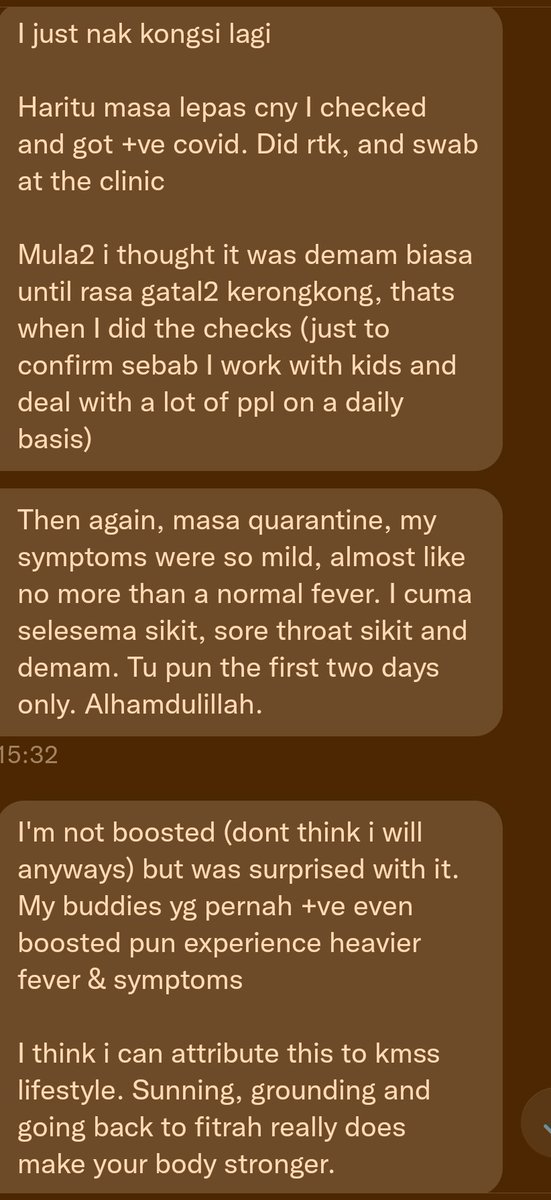 I just nak kongsi lagi
Haritu masa lepas cny I checked
and got +ve covid. Did rtk, and swab
at the clinic
Mula2 i thought it was demam biasa
until rasa gatal2 kerongkong, thats
when I did the checks (just to
confirm sebab I work with kids and
deal with a lot of ppl on a daily
basis)
Then again, masa quarantine, my
symptoms were so mild, almost like
no more than a normal fever. I cuma
selesema sikit, sore throat sikit and
demam. Tu pun the first two days
only. Alhamdulillah.
15:32
I'm not boosted (dont think i will
anyways) but was surprised with it.
My buddies yg pernah +ve even
boosted pun experience heavier
fever & symptoms
I think i can attribute this to kmss
lifestyle. Sunning, grounding and
going back to fitrah really does
make your body stronger.